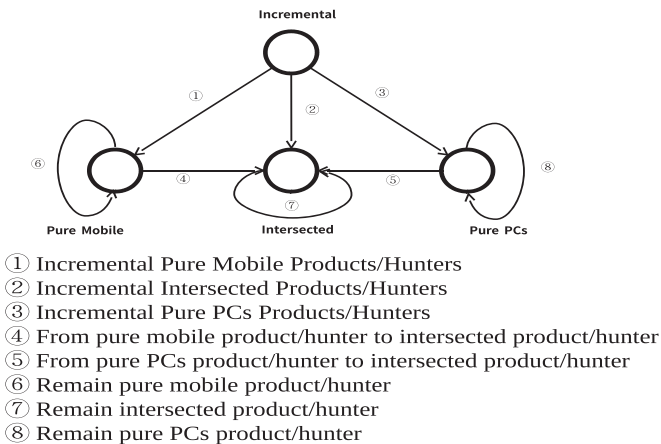 Incremental
①
②
③
⑥
④
⑤
⑧
⑦
Pure Mobile
Intersected
Pure PCs
① Incremental Pure Mobile Products/Hunters
② Incremental Intersected Products/Hunters
③ Incremental Pure PCs Products/Hunters
④ From pure mobile product/hunter to intersected product/hunter
⑤ From pure PCs product/hunter to intersected product/hunter
⑥ Remain pure mobile product/hunter
⑦ Remain intersected product/hunter
⑧ Remain pure PCs product/hunter